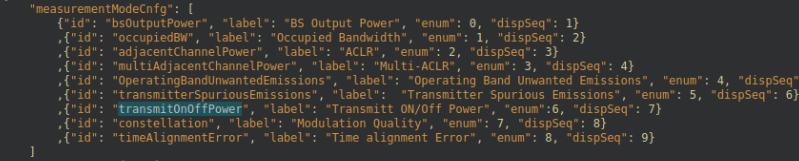 "measurementModeCnfg": [
{"id": "bsOutputPower", "label": "BS Output Power", "enum": 0, "dispSeq": 1}
,{"id": "occupiedBW", "label": "Occupied Bandwidth", "enum": 1, "dispSeq": 2}
,{"id": "adjacentChannelPower", "label": "ACLR", "enum": 2, "dispSeq": 3}
,{"id": "multiAdjacentChannelPower", "label": "Multi-ACLR", "enum": 3, "dispSeq": 4}
,{"id": "OperatingBandUnwantedEmissions", "label": "Operating Band Unwanted Emissions", "enum": 4, "dispSeq"
,{"id": "transmitterSpuriousEmissions", "label": "Transmitter Spurious Emissions", "enum": 5, "dispSeq": 6}
,{"id": "transmitOnOffPower", "label": "Transmitt ON/Off Power", "enum":6, "dispSeq": 7}
,{"id": "constellation", "label": "Modulation Quality", "enum": 7, "dispSeq": 8}
,{"id": "timeAlignmentError", "label": "Time alignment Error", "enum": 8, "dispSeq": 9}
]